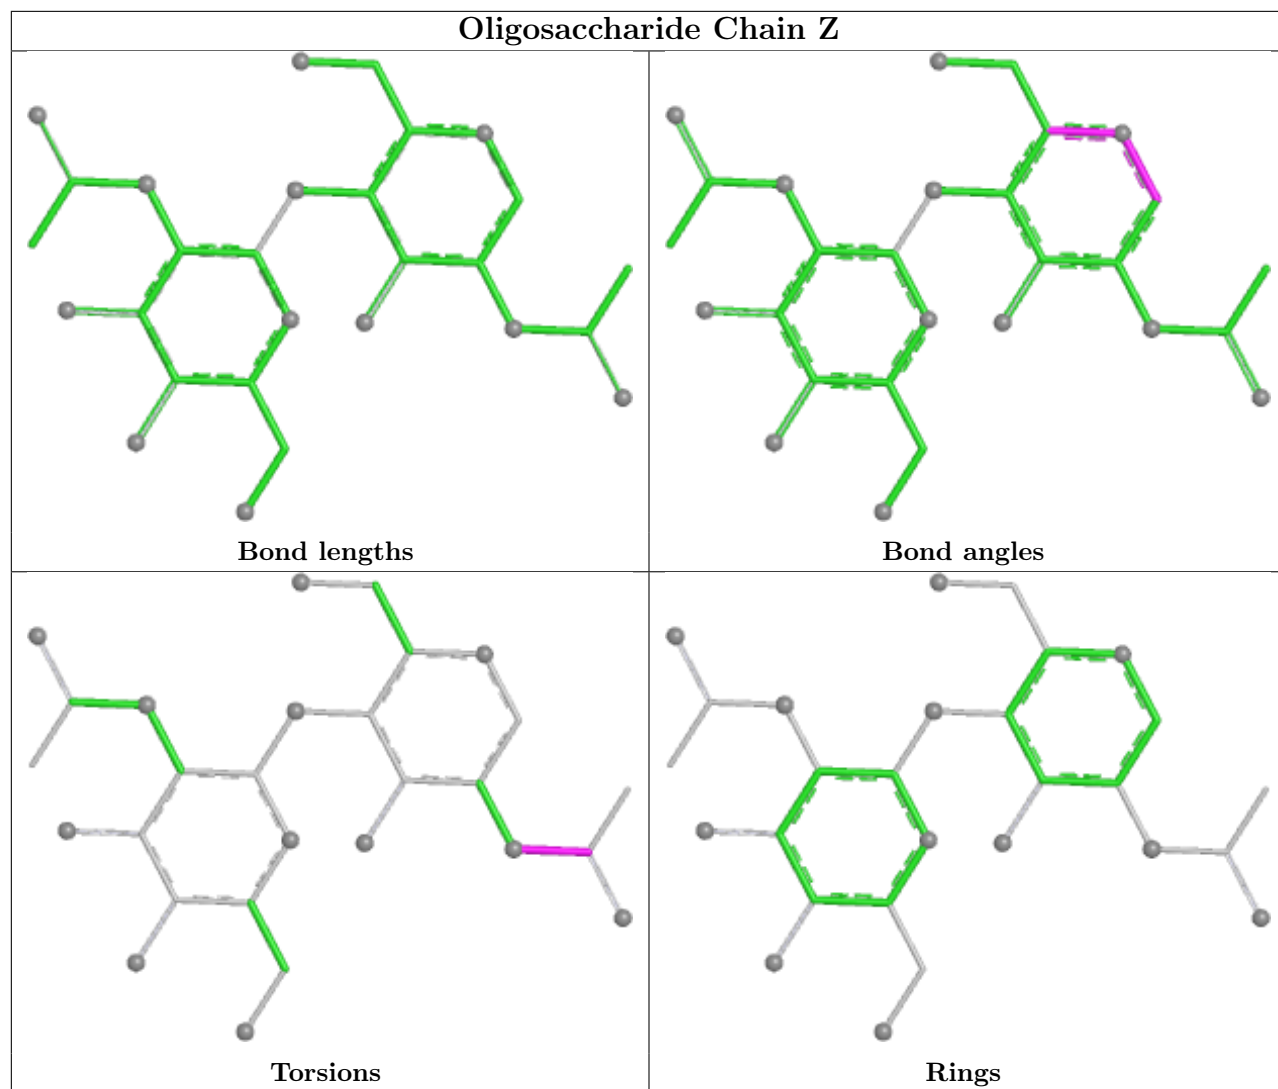 Oligosaccharide Chain Z
Bond lengths
Bond angles
Torsions
Rings